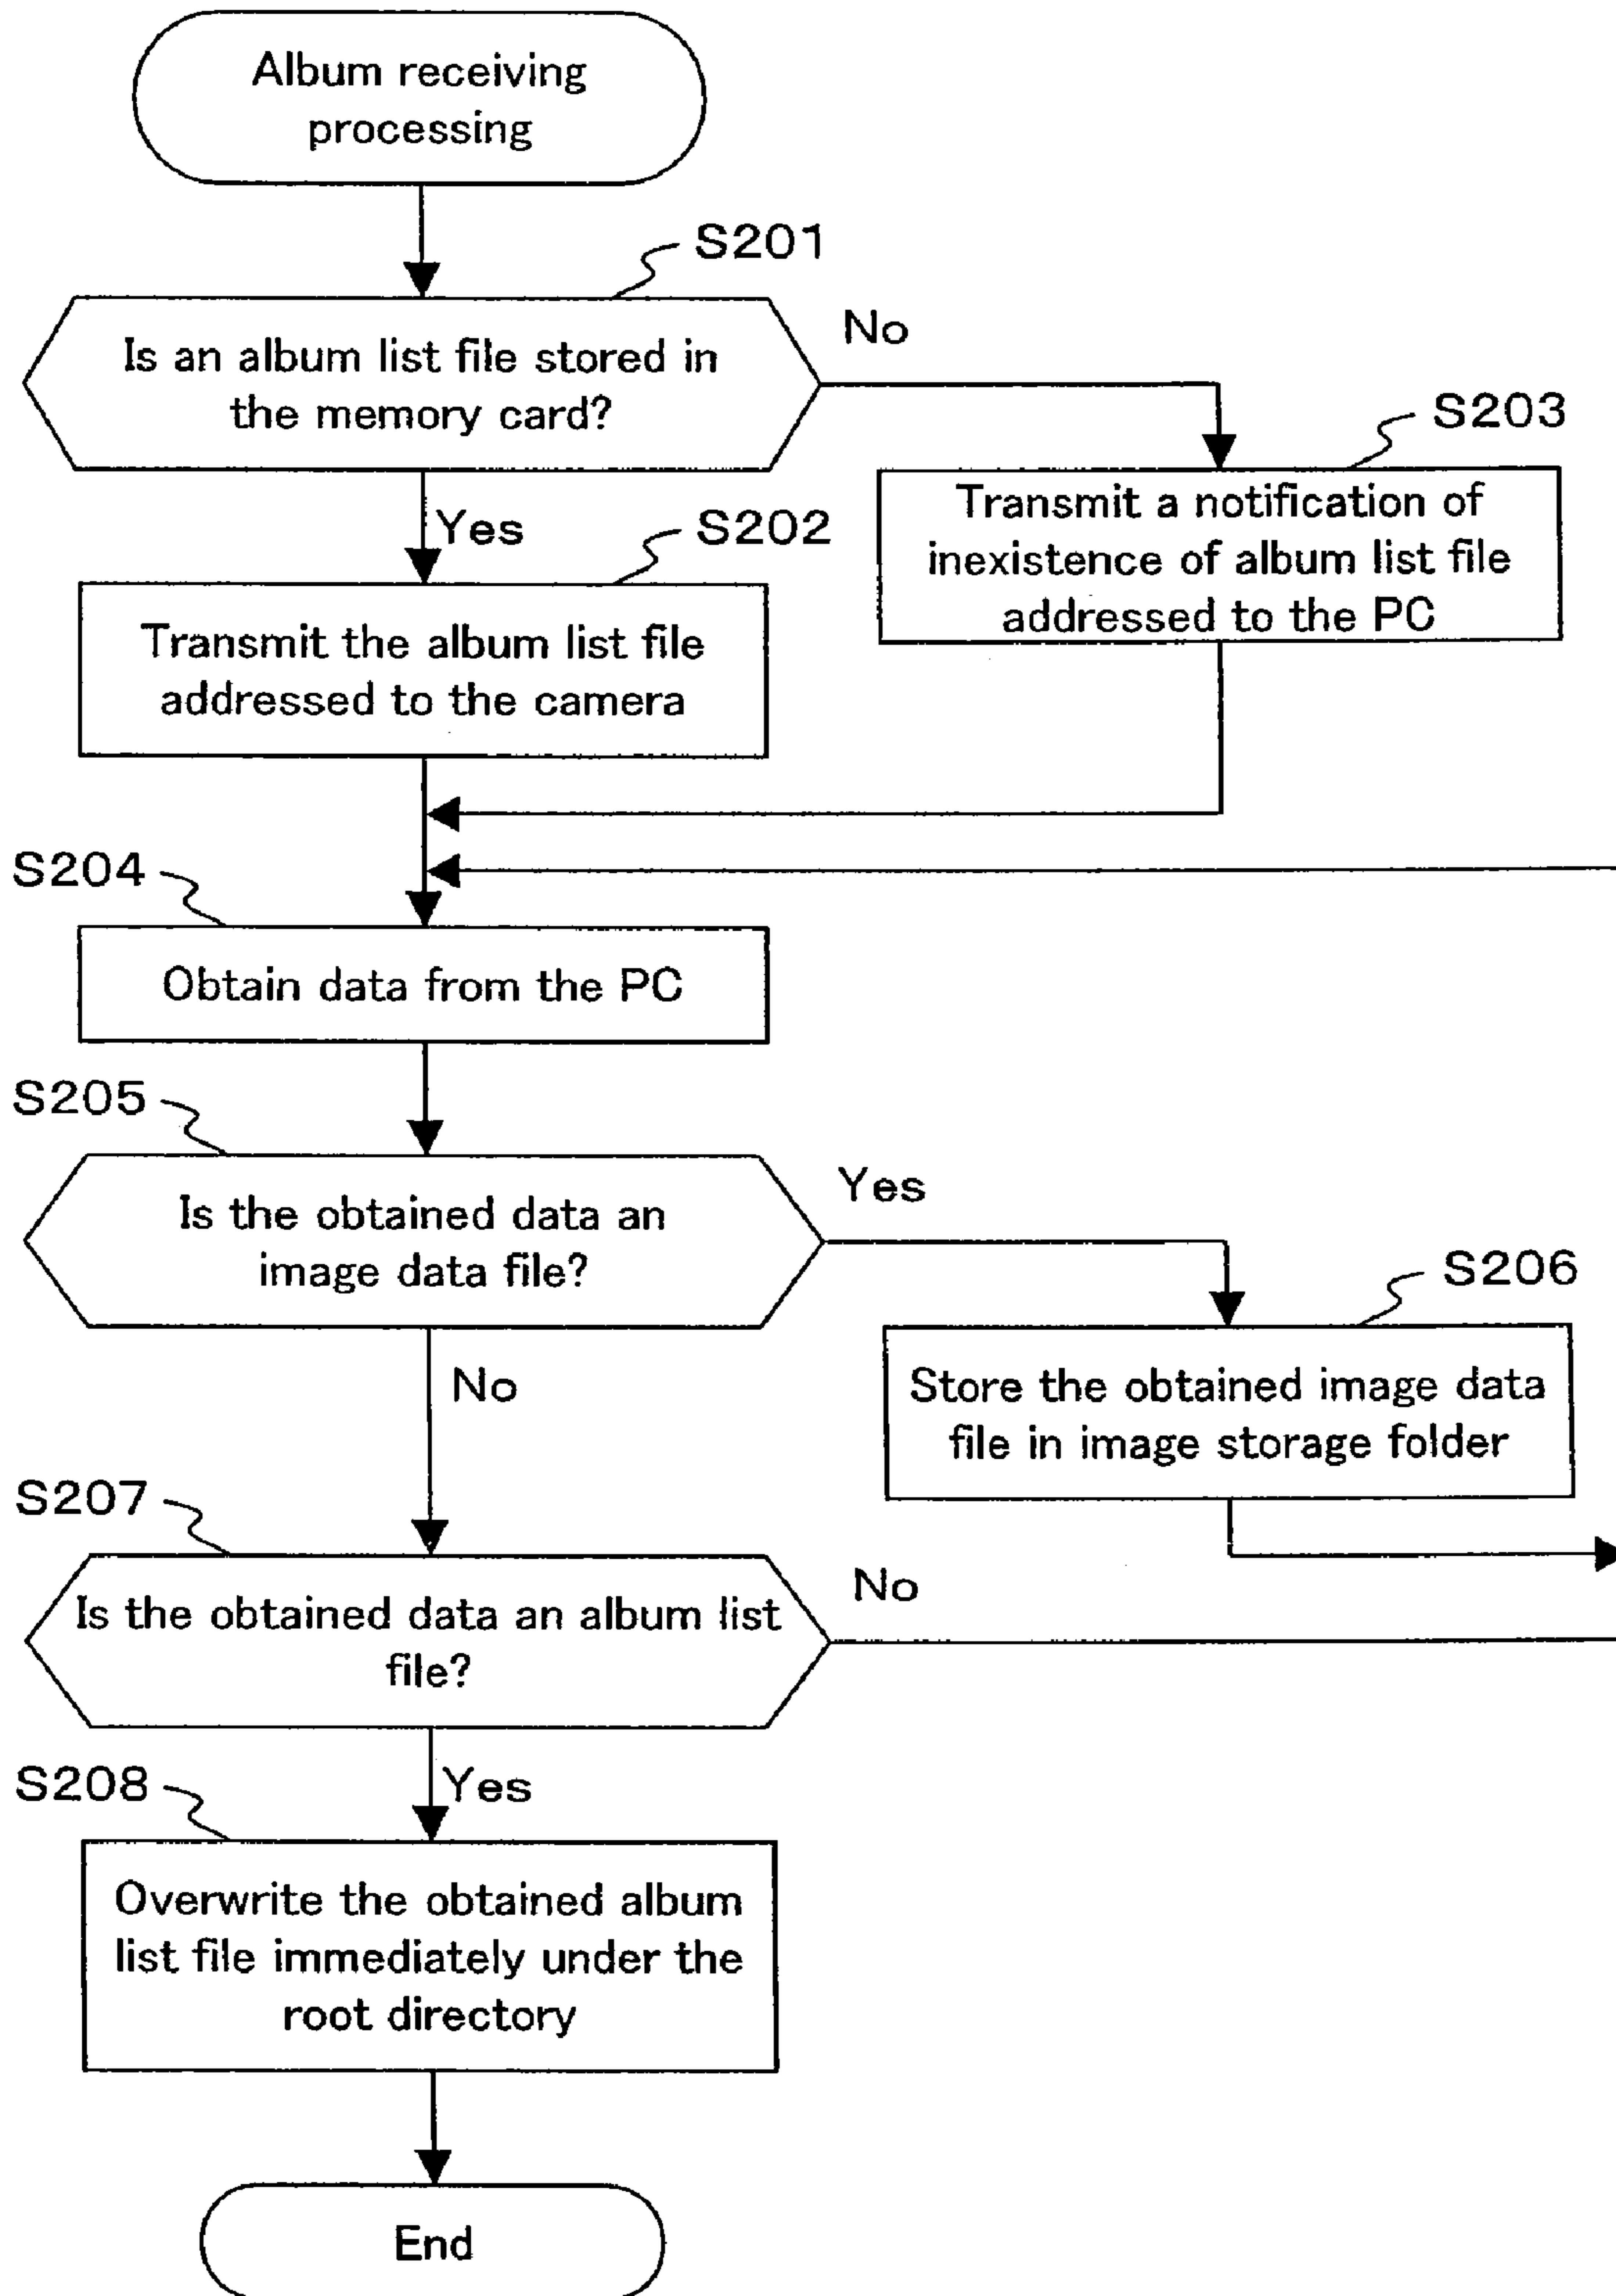 Album receiving
processing
S201
Is an album list file stored in
the memory card?
No
S203
Transmit a notification of
inexistence of album list file
addressed to the PC
Yes
S202
Transmit the album list file
addressed to the camera
S204
Obtain data from the PC
S205
Is the obtained data an
image data file?
Yes
S206
Store the obtained image data
file in image storage folder
No
S207
Is the obtained data an album list
file?
No
Yes
S208
Overwrite the obtained album
list file immediately under the
root directory
End